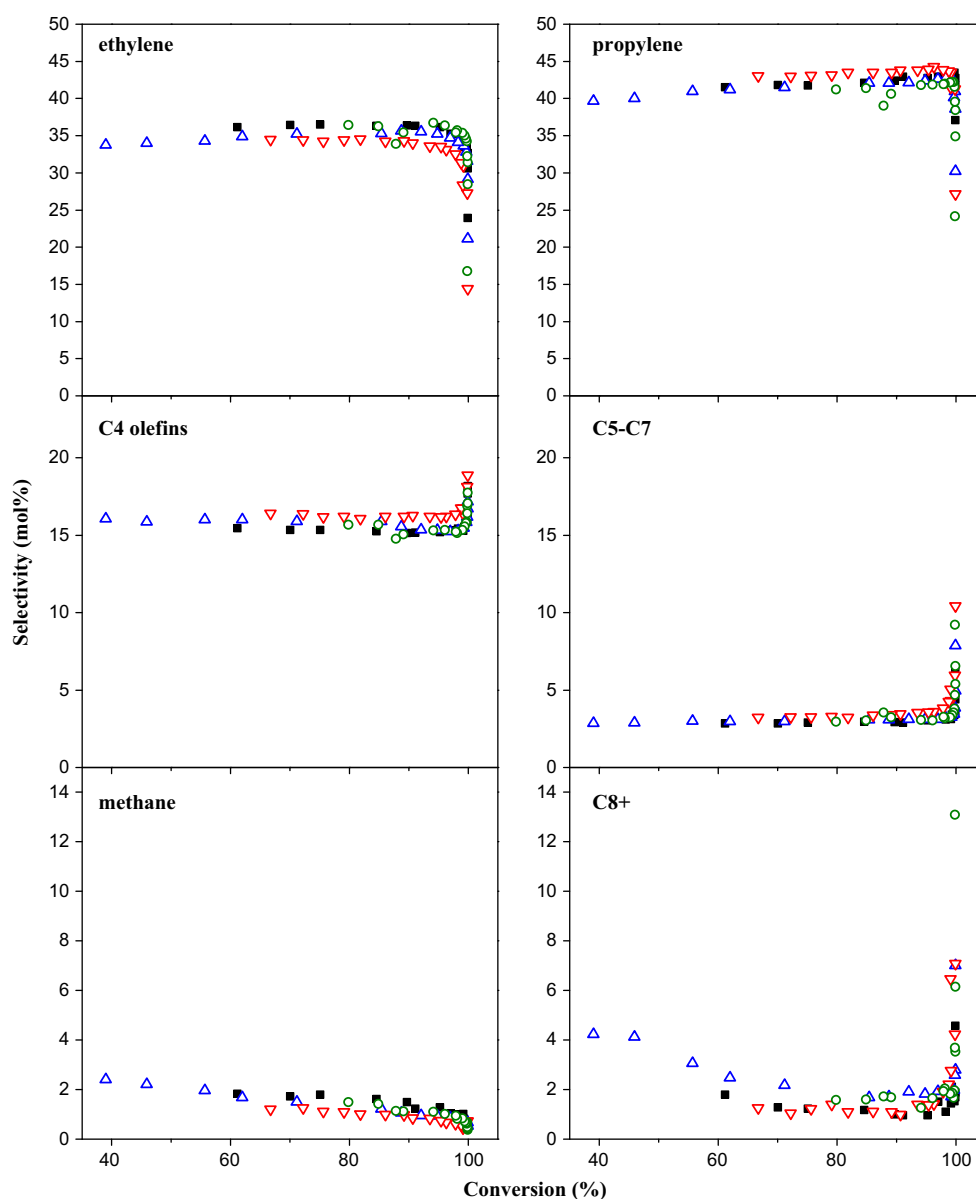 50 45 40 35 30 25 20 15 10 5 0
ethylene
50 45 40 35 30 25 20 15 10 5 0
propylene
Selectivity (mol%)
20 15 10 5 0
C4 olefins
20 15 10 5 0
C5-C7
14 12 10 8 6 4 2 0
methane
14 12 10 8 6 4 2 0
C8+
40 60 80 100
40 60 80 100
Conversion (%)